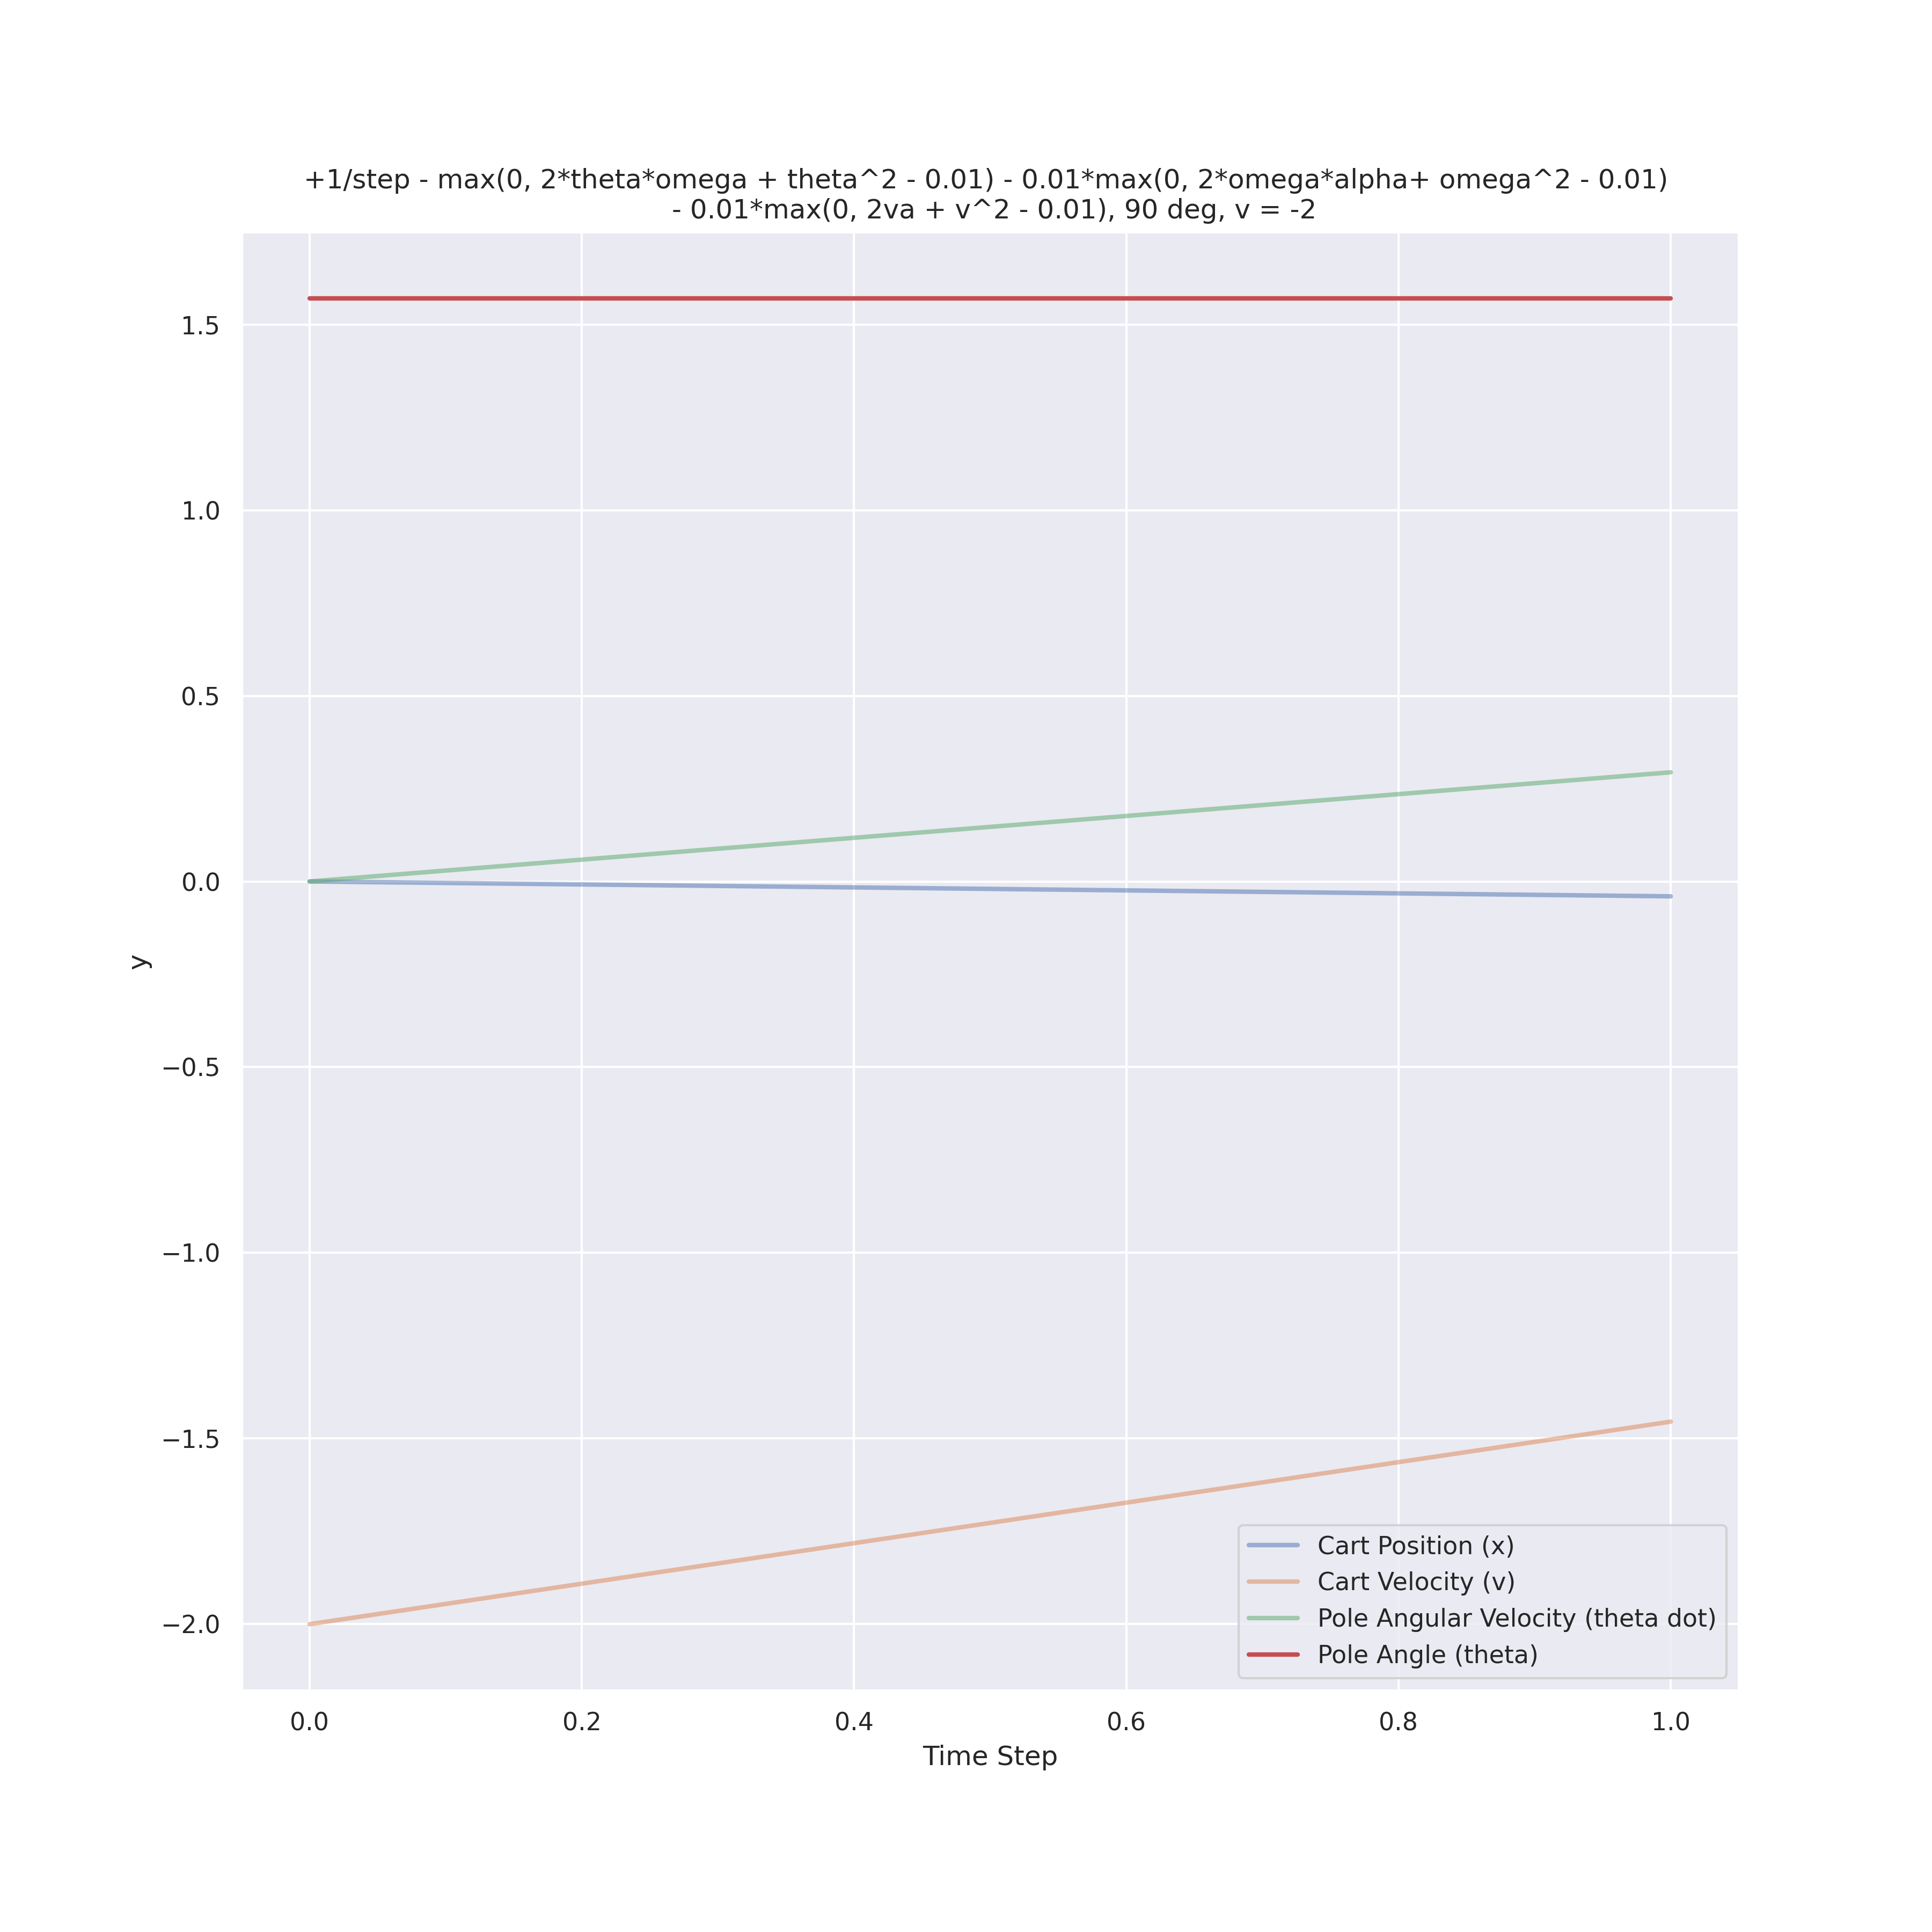 +1/step - max(0, 2*theta*omega + theta^2 - 0.01) - 0.01*max(0, 2*omega*alpha+ omega^2 - 0.01)
- 0.01*max(0, 2va + v^2 - 0.01), 90 deg, v = -2
1.5
1.0
0.5
0.0
−0.5
−1.0
−1.5
−2.0
y
Cart Position (x)
Cart Velocity (v)
Pole Angular Velocity (theta dot)
Pole Angle (theta)
0.0 0.2 0.4 0.6 0.8 1.0
Time Step